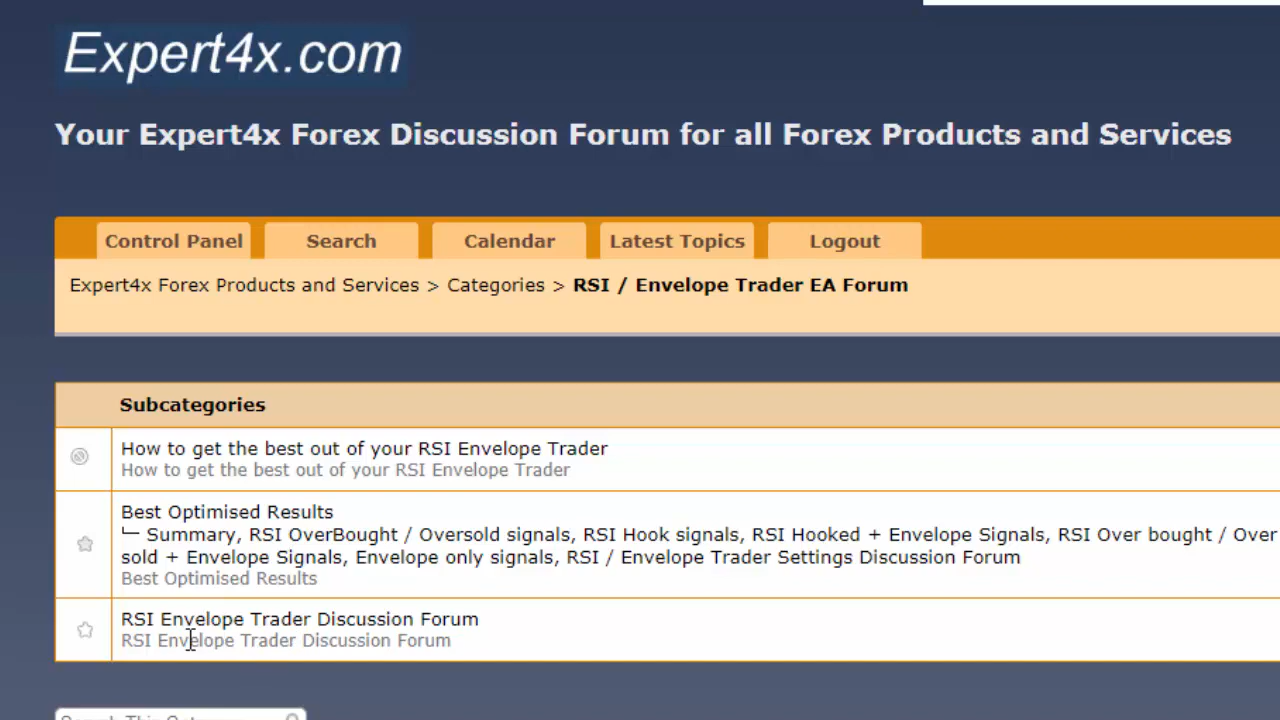 Expert4x.com
Your Expert4x Forex Discussion Forum for all Forex Products and Services
Control Panel Search Calendar Latest Topics Logout
Expert4x Forex Products and Services > Categories > RSI / Envelope Trader EA Forum
Subcategories
How to get the best out of your RSI Envelope Trader
How to get the best out of your RSI Envelope Trader
Best Optimised Results
Summary, RSI OverBought / Oversold signals, RSI Hook signals, RSI Hooked + Envelope Signals, RSI Over bought / Over
sold + Envelope Signals, Envelope only signals, RSI / Envelope Trader Settings Discussion Forum
Best Optimised Results
RSI Envelope Trader Discussion Forum
RSI Envelope Trader Discussion Forum
Search This